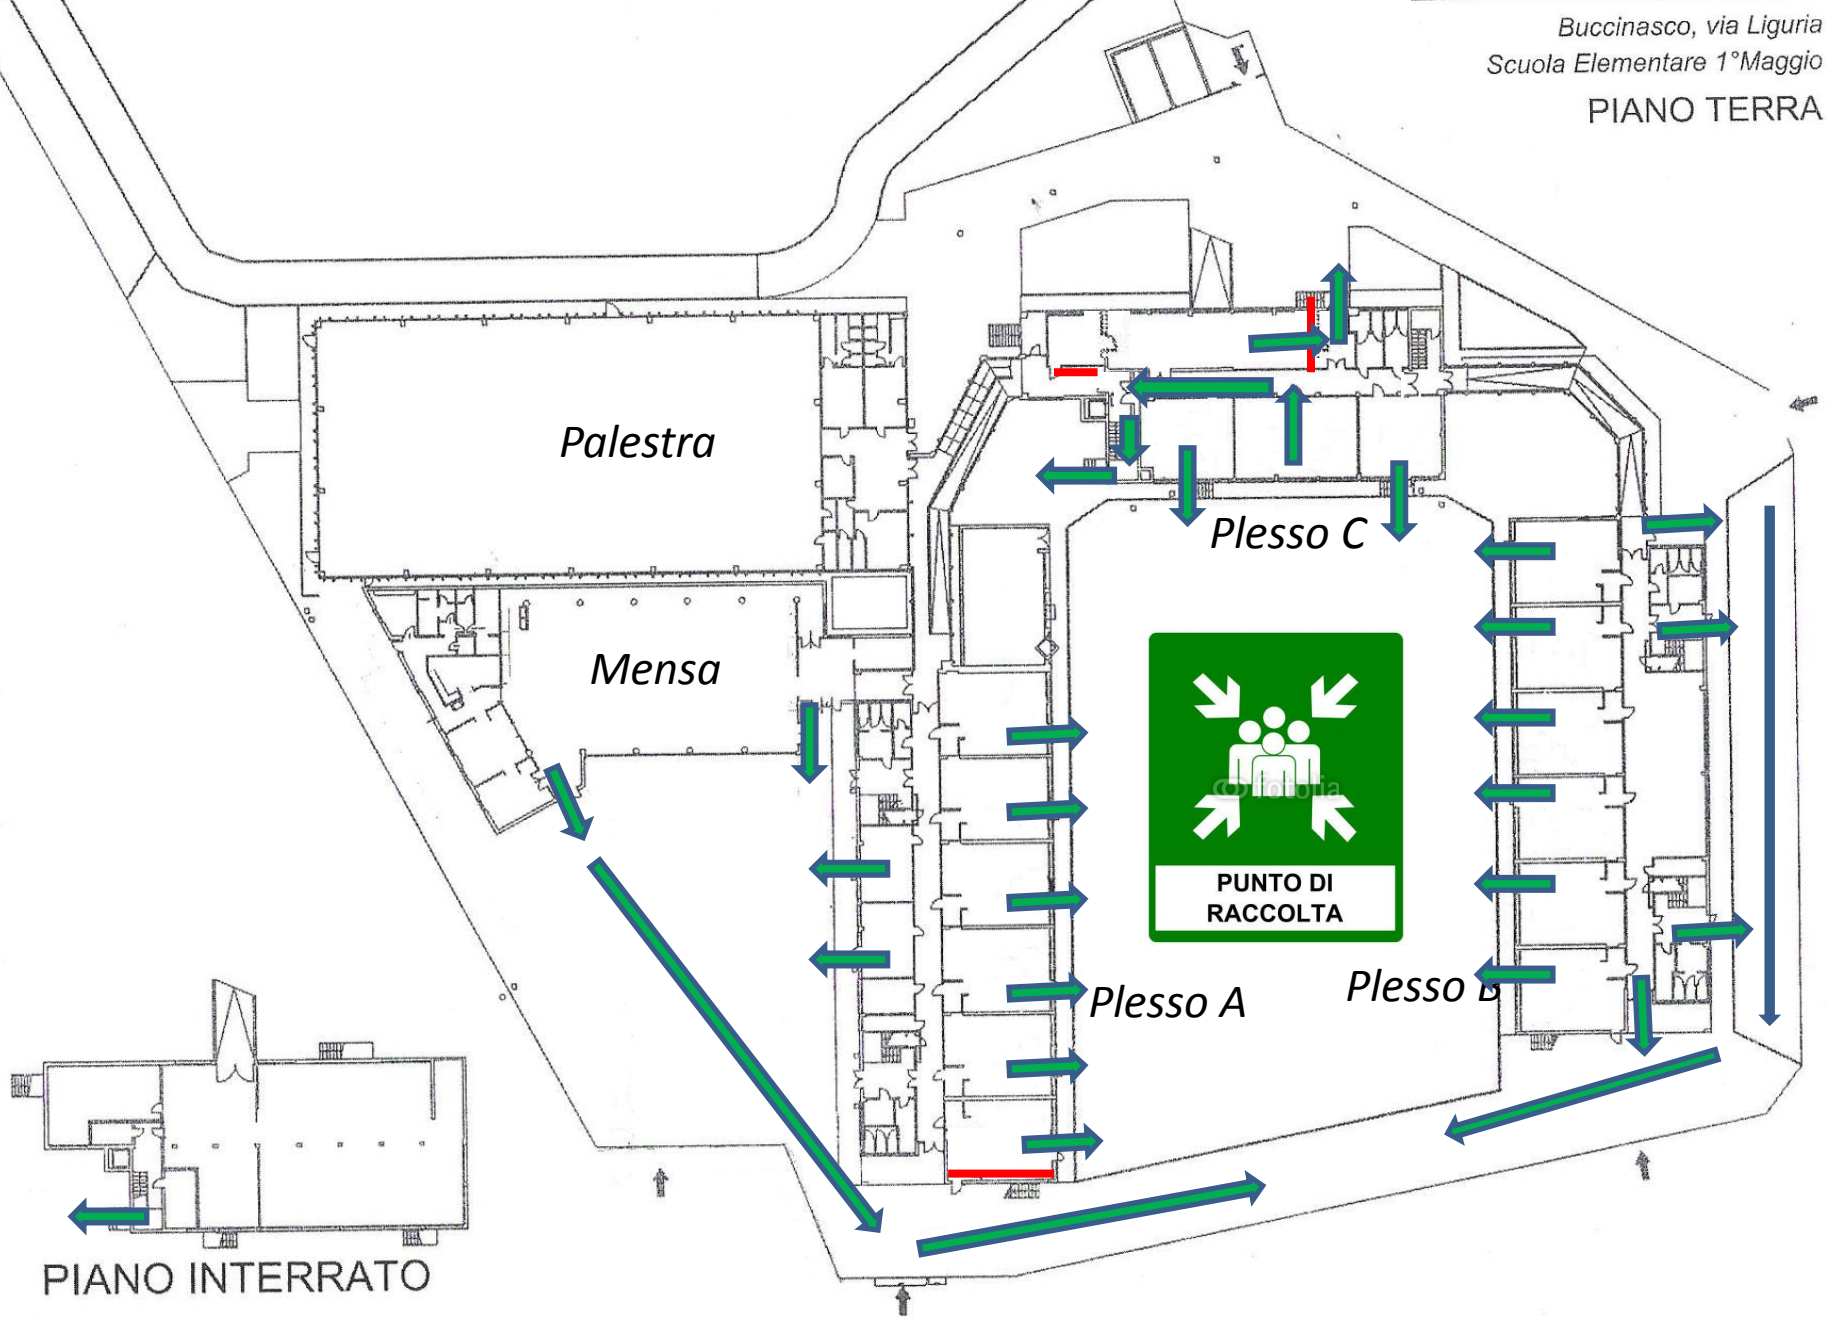 Buccinasco, via Liguria
Scuola Elementare 1°Maggio
PIANO TERRA
Palestra
Plesso C
Mensa
fotolia
PUNTO DI
RACCOLTA
Plesso B
Plesso A
PIANO INTERRATO